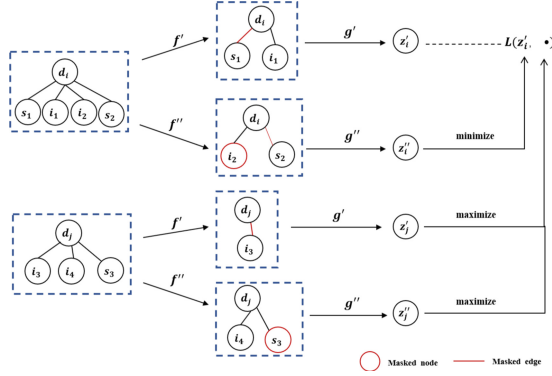 d_i
s_1 i_1 i_2 s_2
f′
f″
d_i
s_1 i_1
g′
z′_i
L(z′_i, •)
d_i
i_2 s_2
g″
z″_i
minimize
d_j
i_3 i_4 s_3
f′
f″
d_j
i_3
g′
z′_j
maximize
d_j
i_4 s_3
g″
z″_j
maximize
Masked node Masked edge